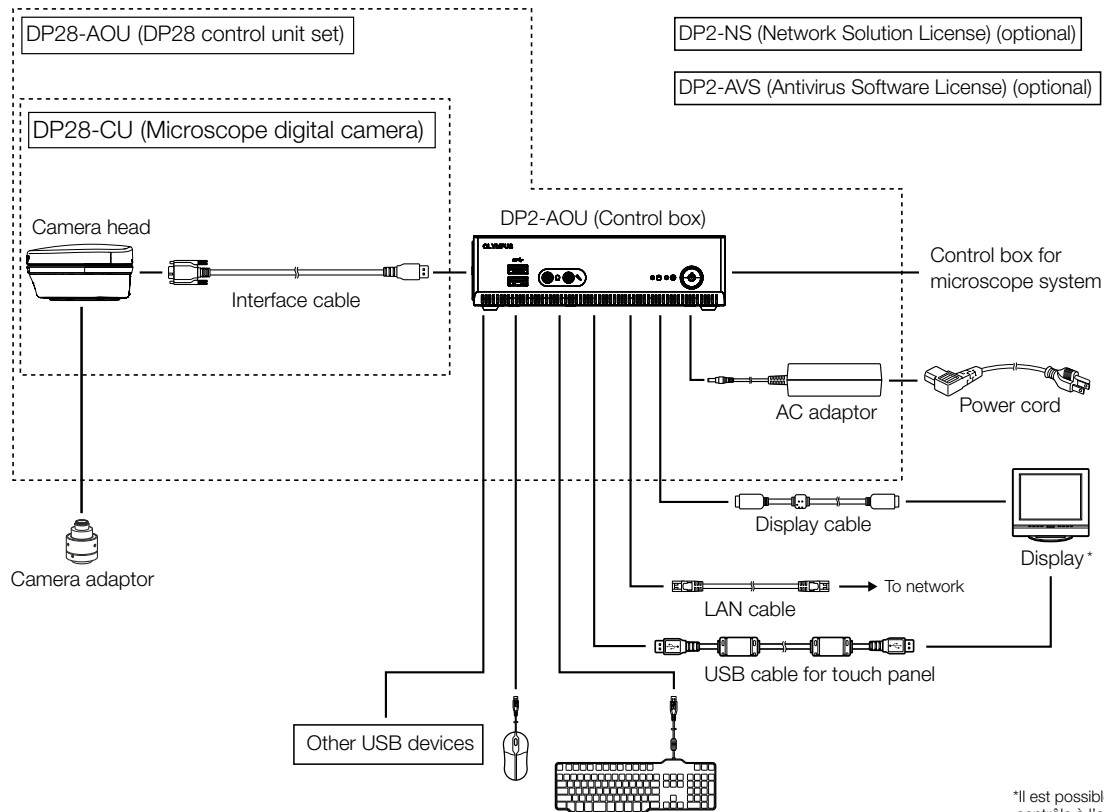 DP28-AOU (DP28 control unit set)
DP2-NS (Network Solution License) (optional)
DP2-AVS (Antivirus Software License) (optional)
DP28-CU (Microscope digital camera)
Camera head
DP2-AOU (Control box)
OLYMPUS
Control box for
microscope system
Interface cable
AC adaptor
Power cord
Display cable
Display*
Camera adaptor
To network
LAN cable
USB cable for touch panel
Other USB devices
*Il est possible